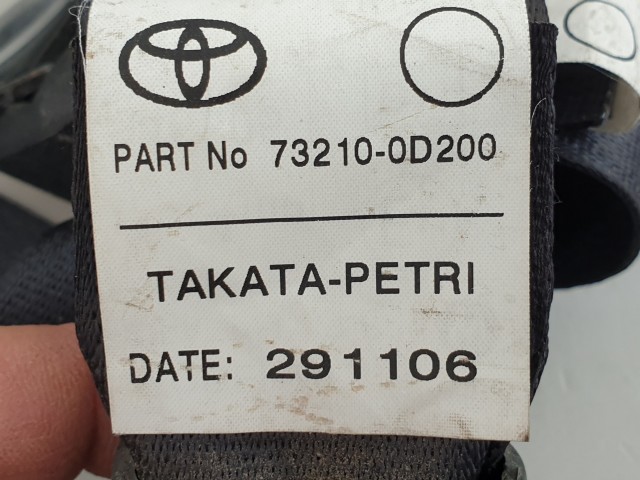 PART No 73210-0D200
TAKATA-PETRI
DATE: 291106